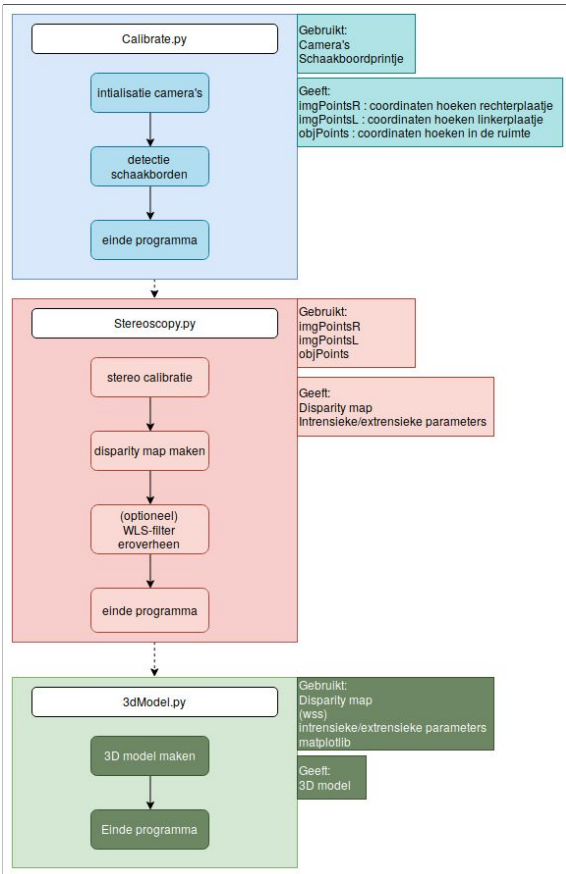 Calibrate.py
intialisatie camera's
detectie
schaakborden
einde programma
Gebruikt:
Camera's
Schaakboordprintje
Geeft:
imgPointsR : coordinaten hoeken rechterplaatje
imgPointsL : coordinaten hoeken linkerplaatje
objPoints : coordinaten hoeken in de ruimte
Stereoscopy.py
stereo calibratie
disparity map maken
(optioneel)
WLS-filter
eroverheen
einde programma
Gebruikt:
imgPointsR
imgPointsL
objPoints
Geeft:
Disparity map
Intrensieke/extrensieke parameters
3dModel.py
3D model maken
Einde programma
Gebruikt:
Disparity map
(wss)
intrensieke/extrensieke parameters
matplotlib
Geeft:
3D model